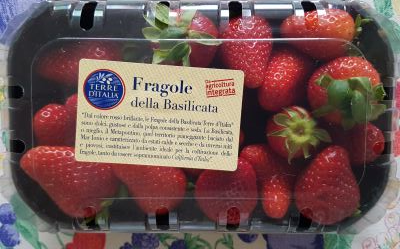 TERRE
D'ITALIA
Fragole
della Basilicata
Da
agricoltura
integrata
"Dal colore rosso brillante, le Fragole della Basilicata Terre d'Italia"
sono dolci, gustose e dalla polpa consistente e soda. La Basilicata,
o meglio, il Metapontino, quel territorio pianeggiante baciato dal
Mar Ionio e caratterizzato da estati calde e secche e da inverni miti
e piovosi, costituisce l'ambiente ideale per la coltivazione delle
fragole, tanto da essere soprannominato California d'Italia"